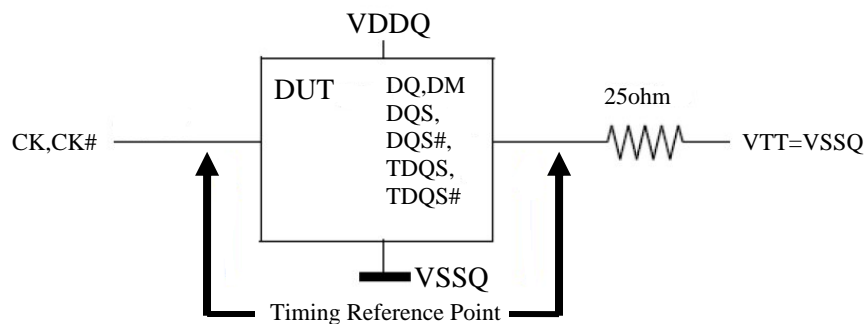 VDDQ
DUT
DQ,DM
DQS,
DQS#,
TDQS,
TDQS#
25ohm
CK,CK#
VTT=VSSQ
VSSQ
Timing Reference Point